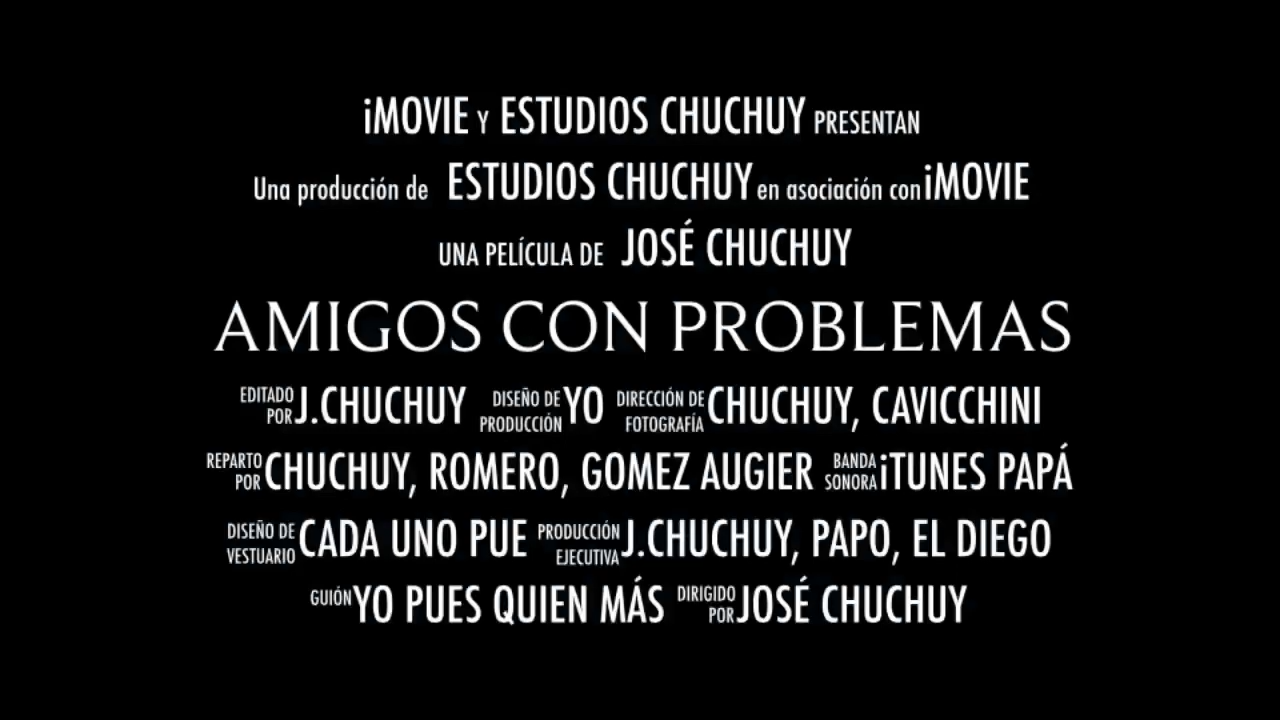 iMOVIE Y ESTUDIOS CHUCHUY PRESENTAN
Una producción de ESTUDIOS CHUCHUY en asociación con iMOVIE
UNA PELÍCULA DE JOSÉ CHUCHUY
AMIGOS CON PROBLEMAS
EDITADO POR J.CHUCHUY DISEÑO DE PRODUCCIÓN YO DIRECCIÓN DE FOTOGRAFÍA CHUCHUY, CAVICCHINI
REPARTO POR CHUCHUY, ROMERO, GOMEZ AUGIER BANDA SONORA iTUNES PAPÁ
DISEÑO DE VESTUARIO CADA UNO PUE PRODUCCIÓN EJECUTIVA J.CHUCHUY, PAPO, EL DIEGO
GUIÓN YO PUES QUIEN MÁS DIRIGIDO POR JOSÉ CHUCHUY